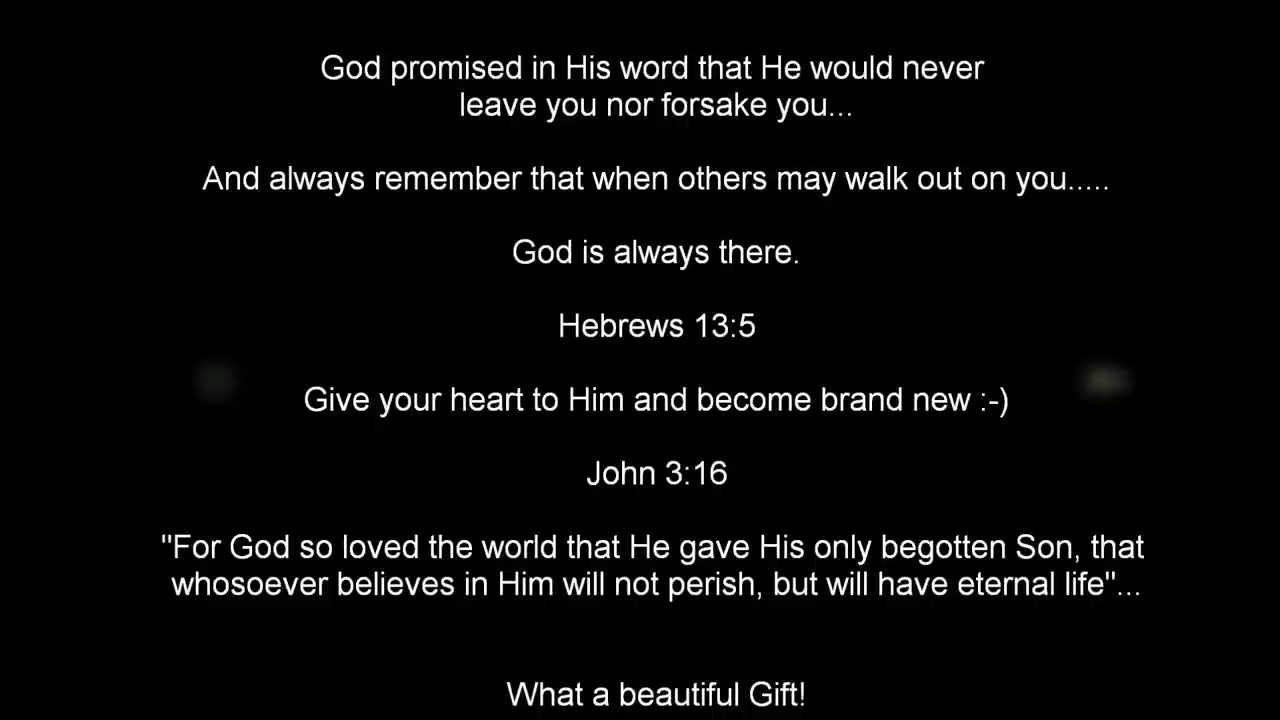 God promised in His word that He would never
leave you nor forsake you...
And always remember that when others may walk out on you.....
God is always there.
Hebrews 13:5
Give your heart to Him and become brand new :-)
John 3:16
"For God so loved the world that He gave His only begotten Son, that
whosoever believes in Him will not perish, but will have eternal life"...
What a beautiful Gift!